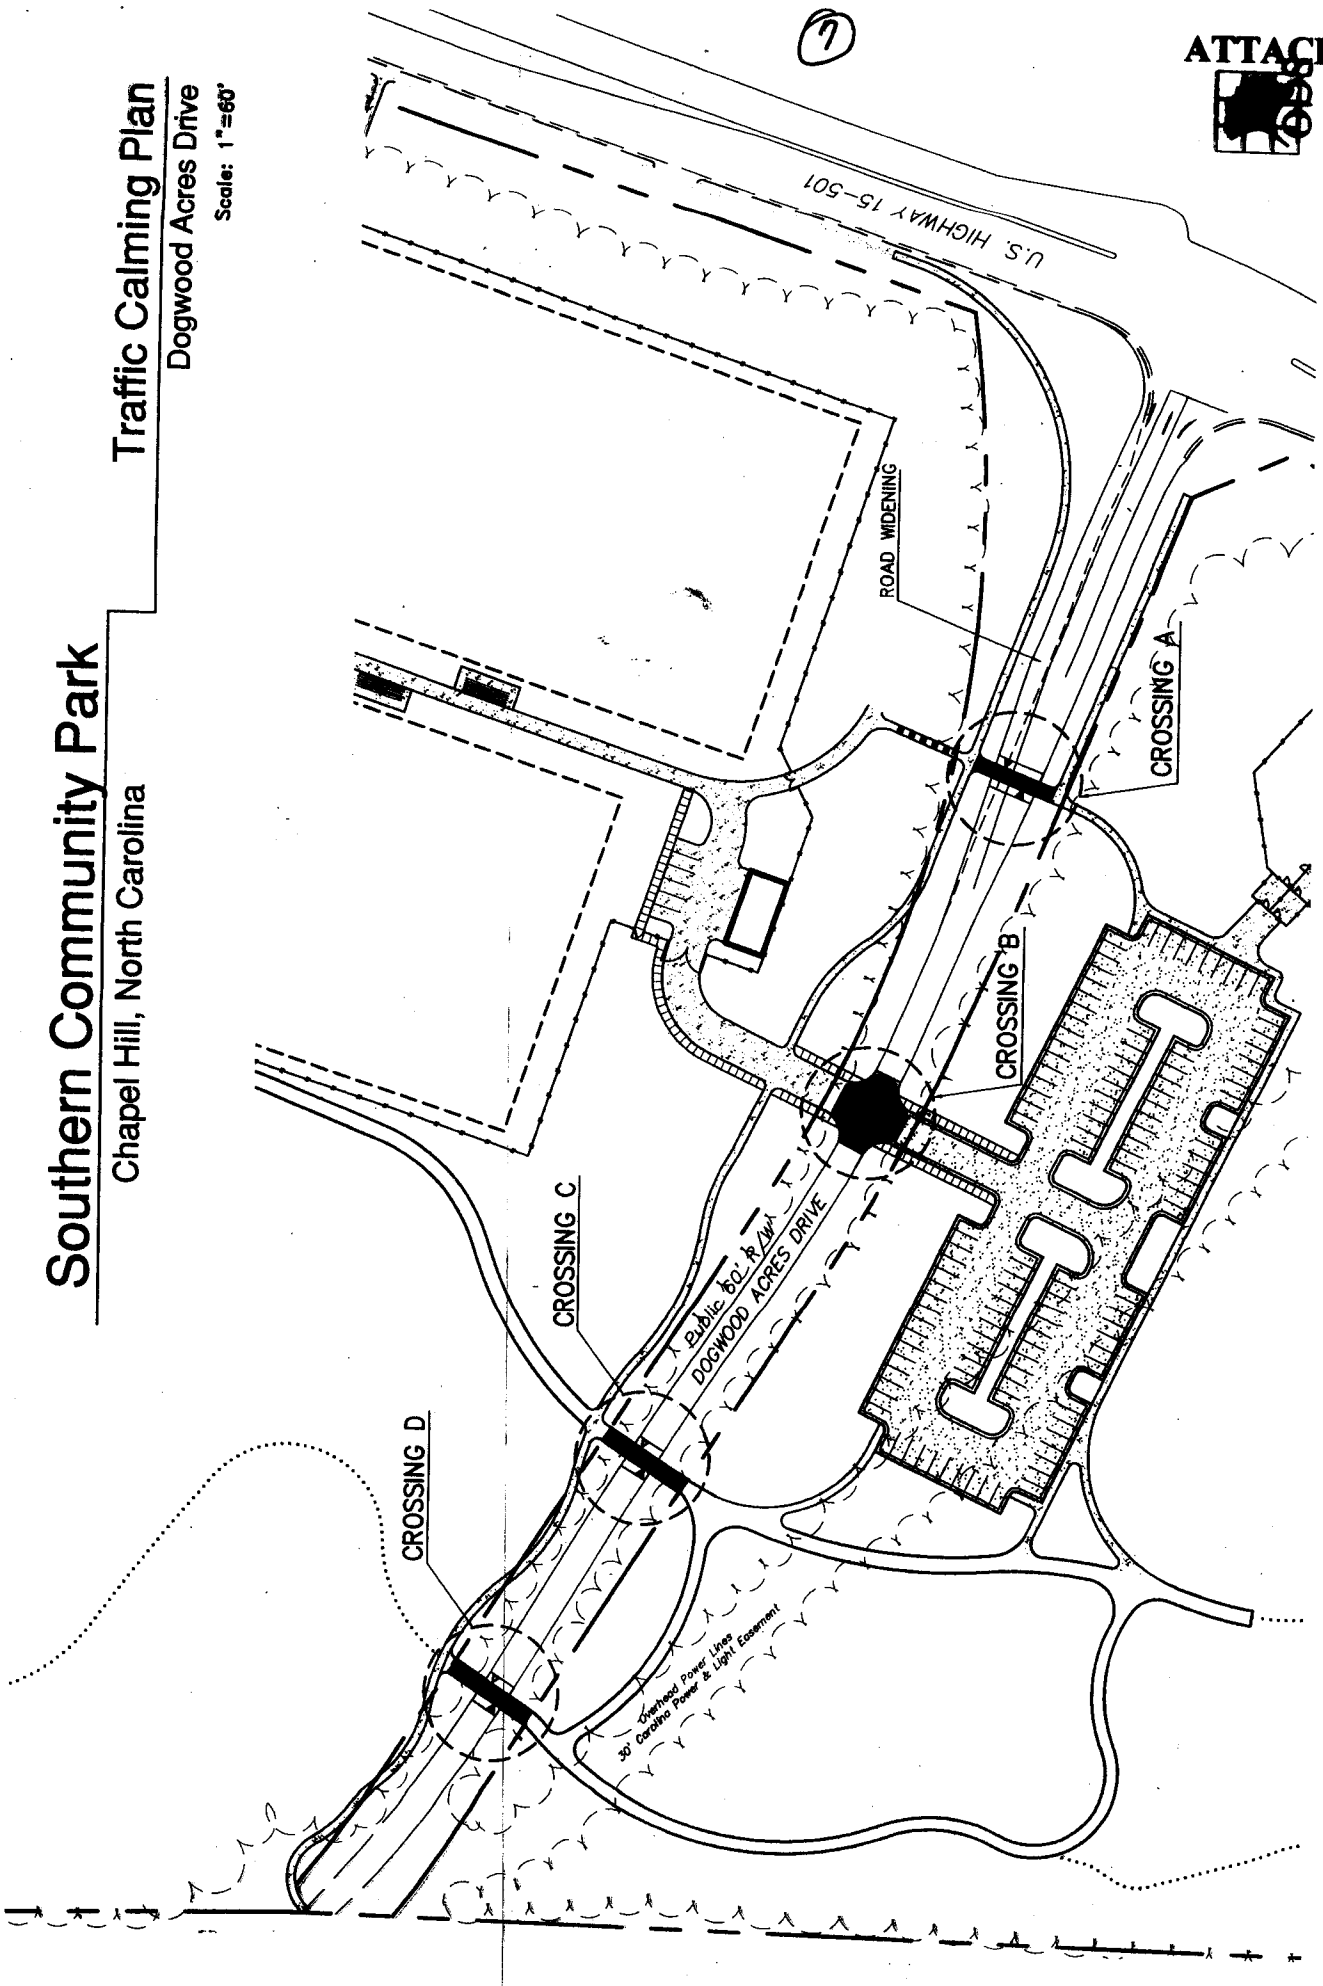 Southern Community Park
Chapel Hill, North Carolina
Traffic Calming Plan
Dogwood Acres Drive
Scale: 1"=60'
7
U.S. HIGHWAY 15-501
ROAD WIDENING
CROSSING A
CROSSING B
CROSSING C
CROSSING D
Public 60' R/W
DOGWOOD ACRES DRIVE
Overhead Power Lines
30' Carolina Power & Light Easement